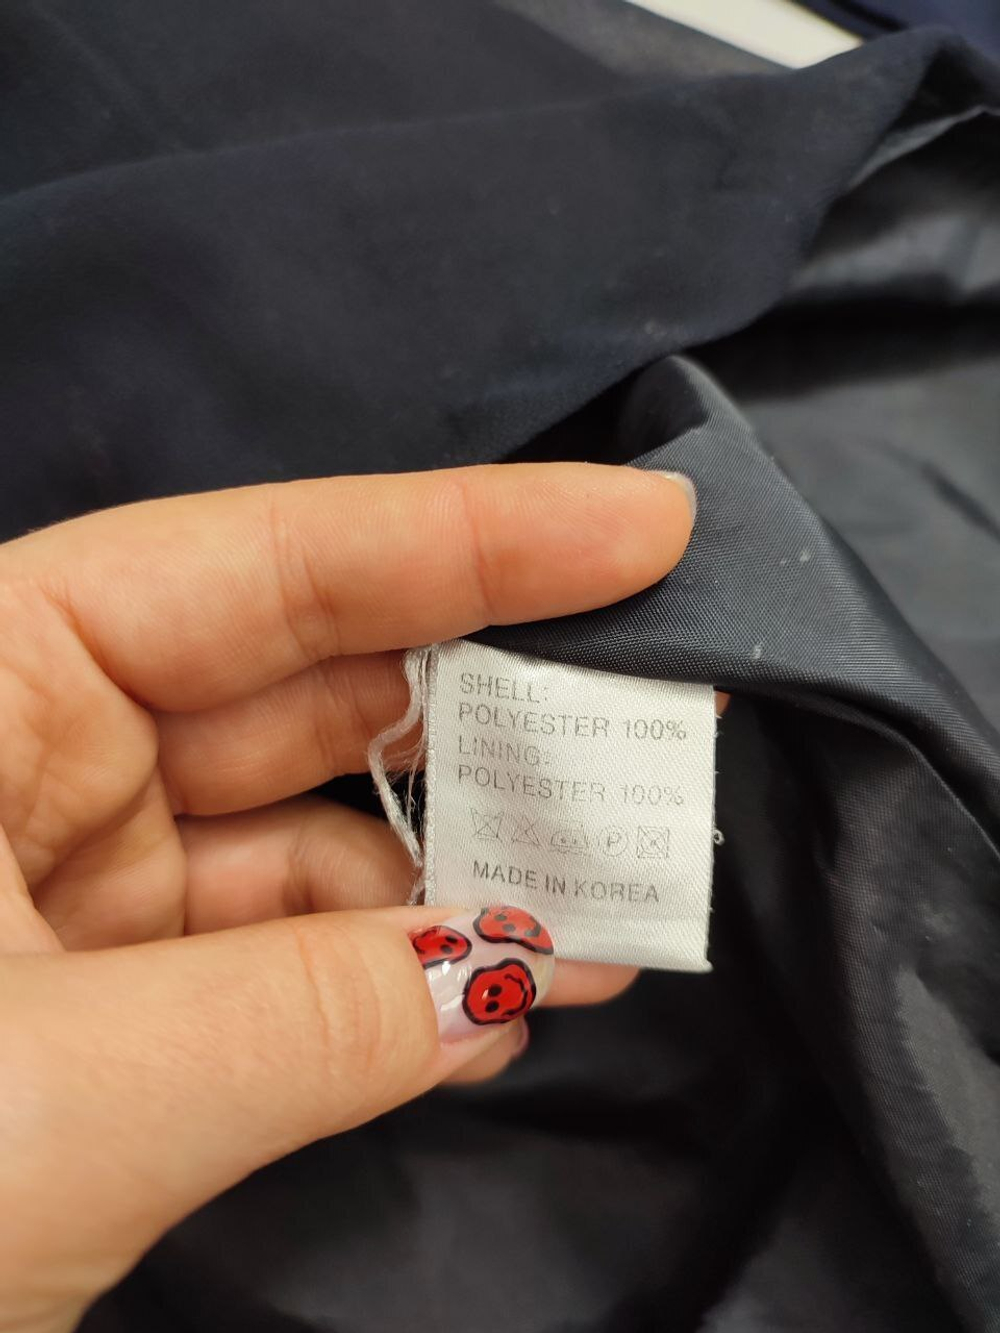 SHELL:
POLYESTER 100%
LINING:
POLYESTER 100%
P
MADE IN KOREA